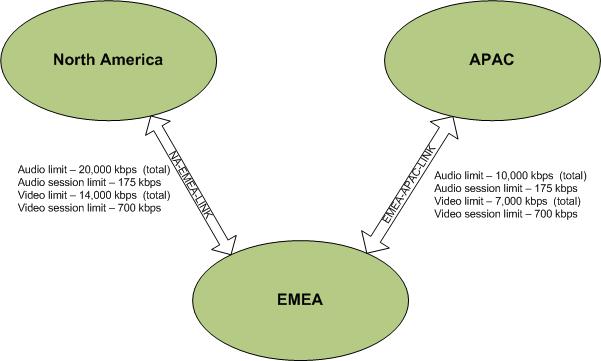 North America
APAC
NA-EMEA-LINK
Audio limit – 20,000 kbps (total)
Audio session limit – 175 kbps
Video limit – 14,000 kbps (total)
Video session limit – 700 kbps
EMEA-APAC-LINK
Audio limit – 10,000 kbps (total)
Audio session limit – 175 kbps
Video limit – 7,000 kbps (total)
Video session limit – 700 kbps
EMEA